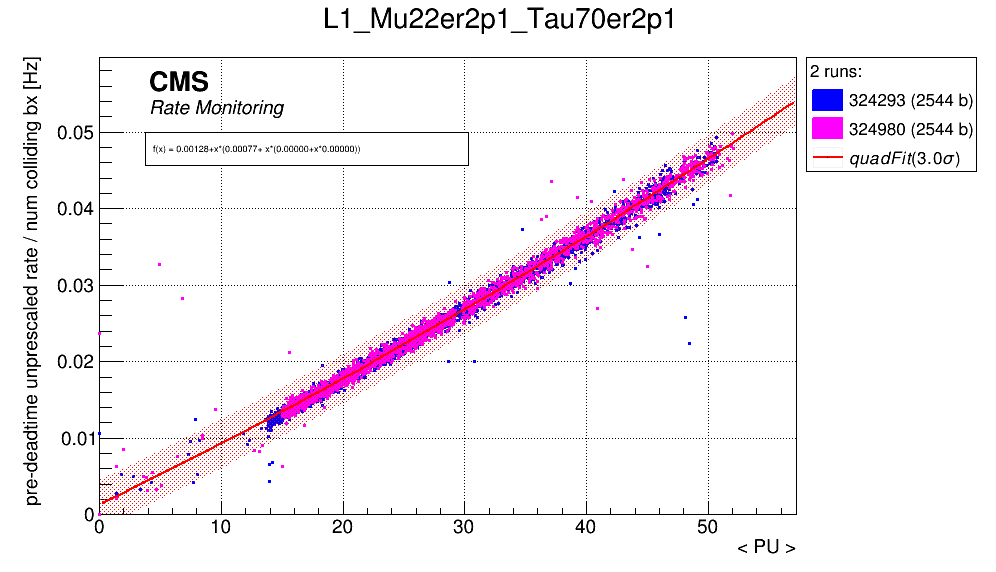 L1_Mu22er2p1_Tau70er2p1
pre-deadtime unprescaled rate / num colliding bx [Hz]
CMS
Rate Monitoring
f(x) = 0.00128+x*(0.00077+ x*(0.00000+x*0.00000))
2 runs:
324293 (2544 b)
324980 (2544 b)
quadFit(3.0σ)
0.05
0.04
0.03
0.02
0.01
0
0 10 20 30 40 50
< PU >